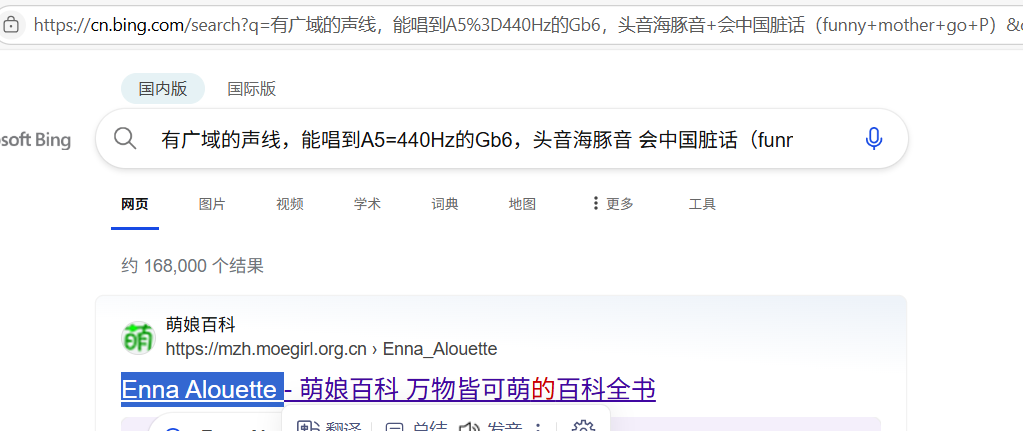 https://cn.bing.com/search?q=有广域的声线，能唱到A5%3D440Hz的Gb6，头音海豚音+会中国脏话（funny+mother+go+P）&
国内版 国际版
soft Bing
有广域的声线，能唱到A5=440Hz的Gb6，头音海豚音 会中国脏话（funr
网页 图片 视频 学术 词典 地图 更多 工具
约 168,000 个结果
萌娘百科
https://mzh.moegirl.org.cn › Enna_Alouette
Enna Alouette - 萌娘百科 万物皆可萌的百科全书
翻译 总结 发音